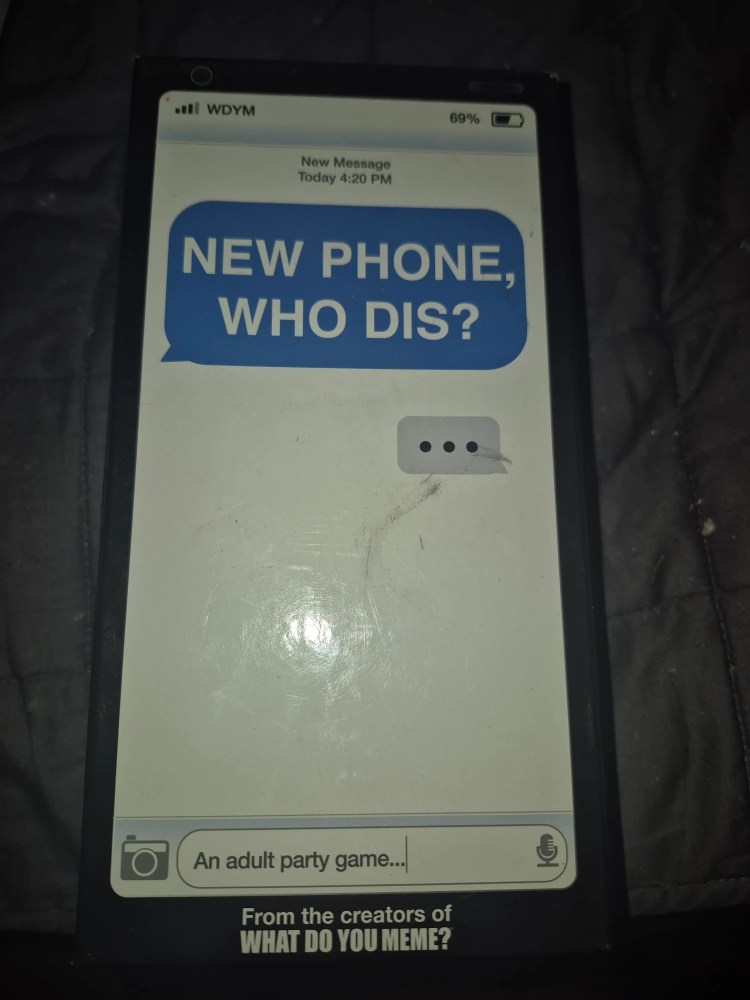 WDYM
69%
New Message
Today 4:20 PM
NEW PHONE,
WHO DIS?
An adult party game...
From the creators of
WHAT DO YOU MEME?